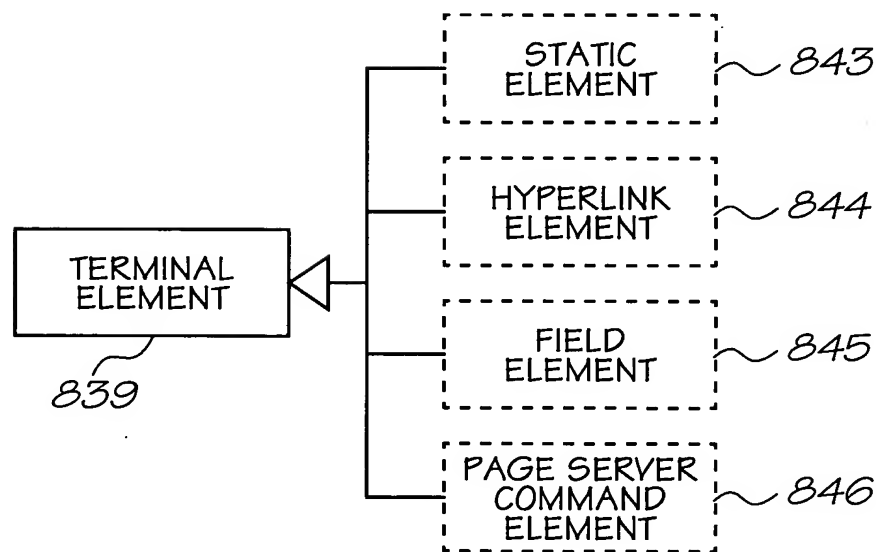 STATIC
ELEMENT
843
HYPERLINK
ELEMENT
844
TERMINAL
ELEMENT
839
FIELD
ELEMENT
845
PAGE SERVER
COMMAND
ELEMENT
846